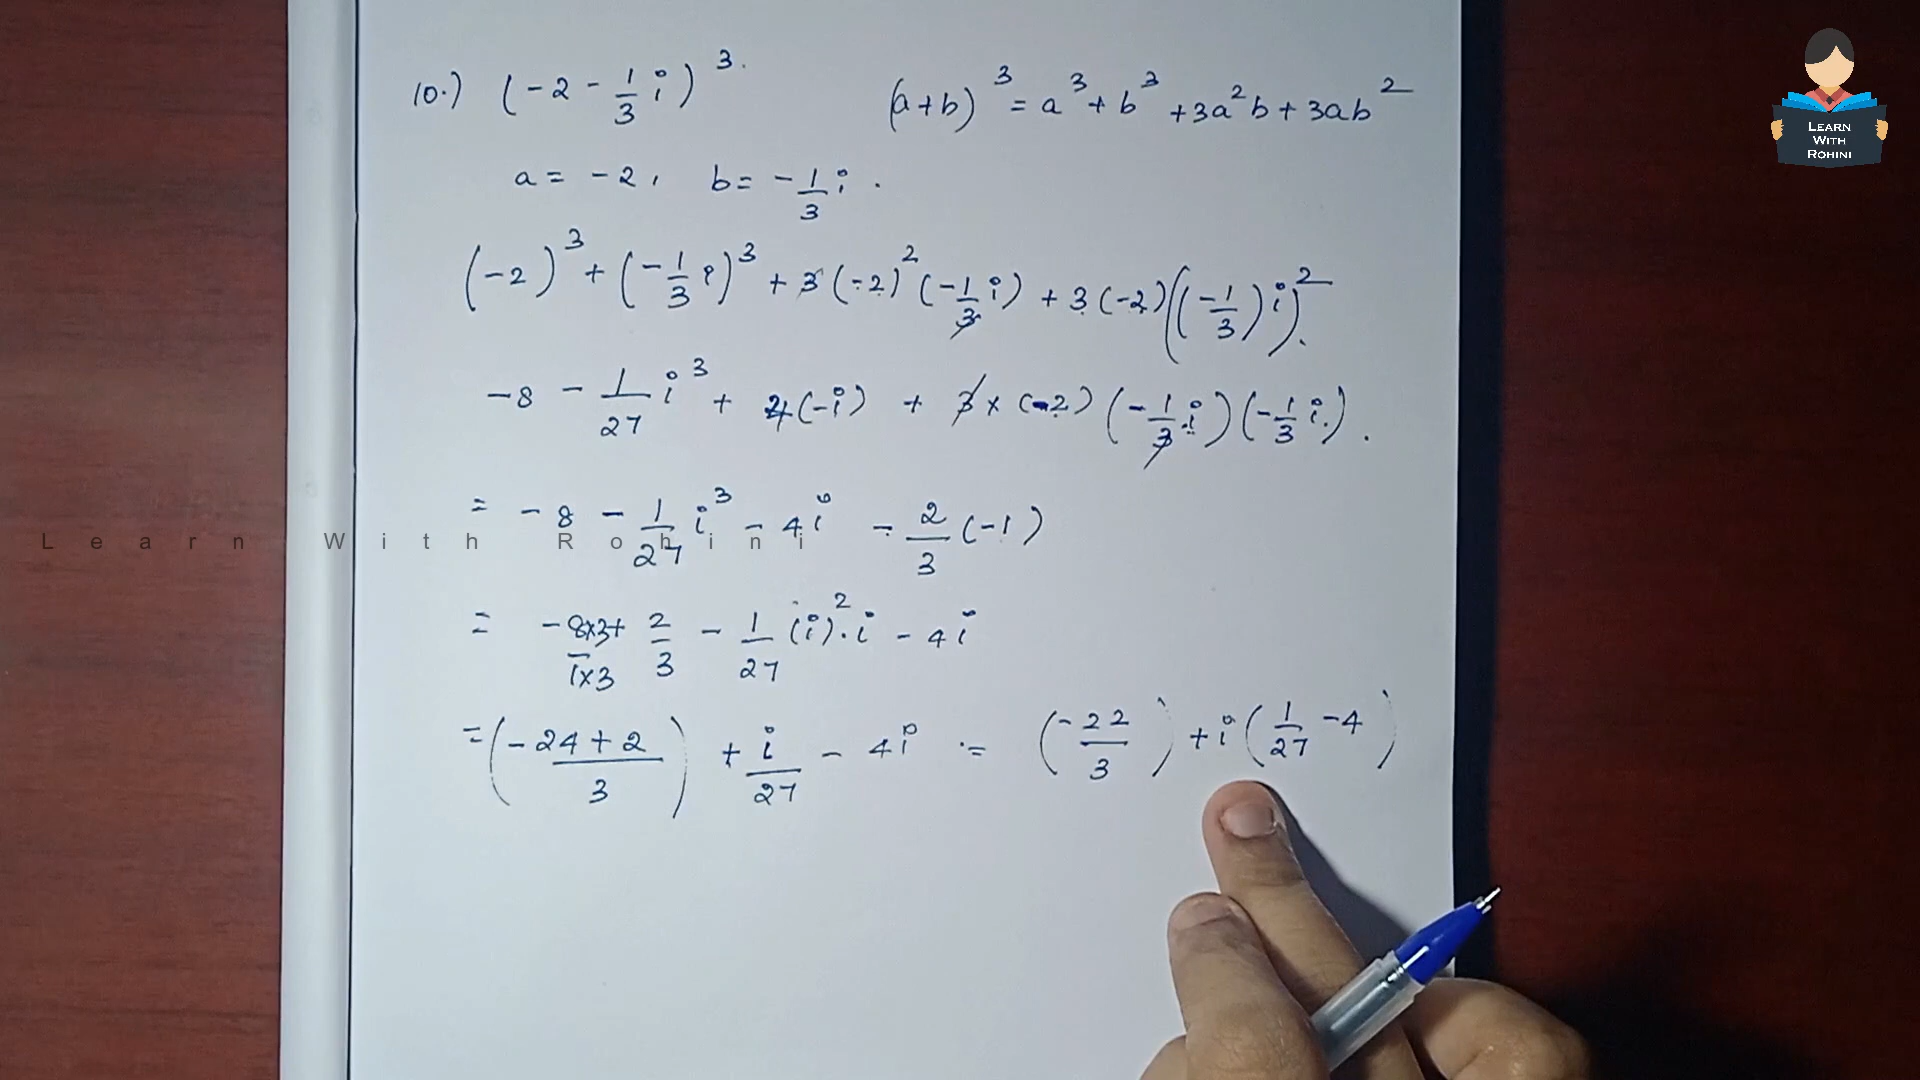 10.) (-2 - 1/3 i)^3. (a+b)^3 = a^3 + b^3 + 3a^2b + 3ab^2
LEARN
WITH
ROHINI
a = -2, b = -1/3 i.
(-2)^3 + (-1/3 i)^3 + 3(-2)^2 (-1/3 i) + 3(-2)((-1/3)i)^2.
-8 - 1/27 i^3 + 4(-i) + 3 × (-2) (-1/3 i)(-1/3 i).
= -8 - 1/27 i^3 - 4i - 2/3 (-1)
Learn With Rohini
= -8×3/1×3 + 2/3 - 1/27 (i)^2·i - 4i
= (-24+2/3) + i/27 - 4i = (-22/3) + i(1/27 - 4)